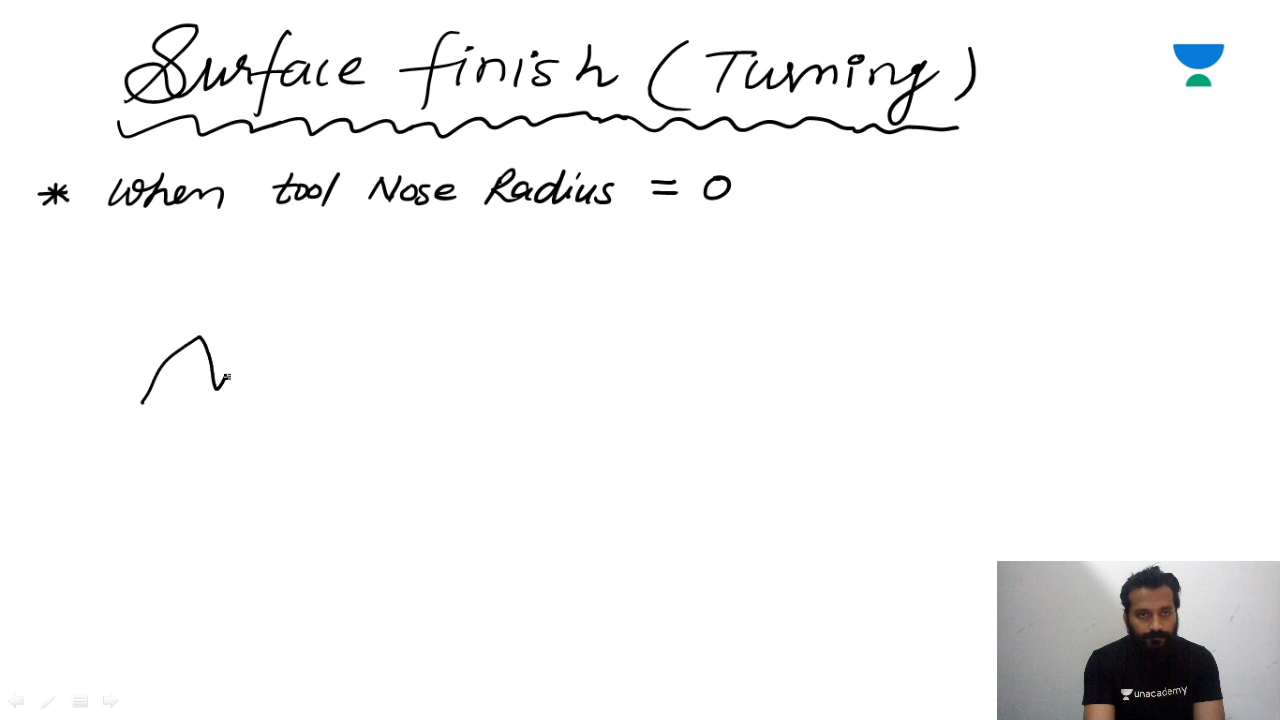 Surface finish (Turning)
* When tool Nose Radius = 0
unacademy